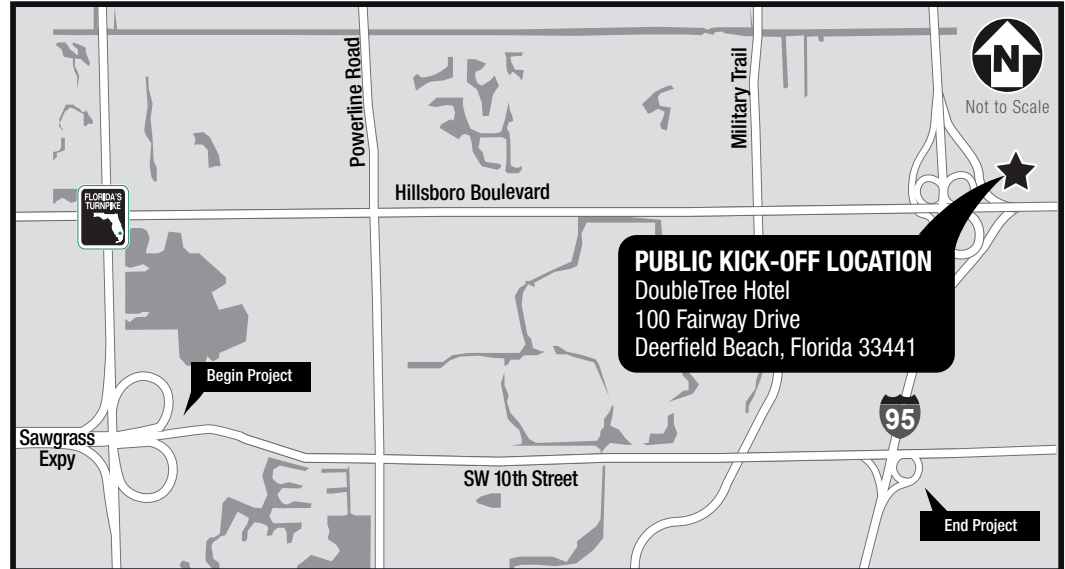 Powerline Road
Military Trail
N
Not to Scale
FLORIDA'S
TURNPIKE
Hillsboro Boulevard
PUBLIC KICK-OFF LOCATION
DoubleTree Hotel
100 Fairway Drive
Deerfield Beach, Florida 33441
Begin Project
95
Sawgrass
Expy
SW 10th Street
End Project